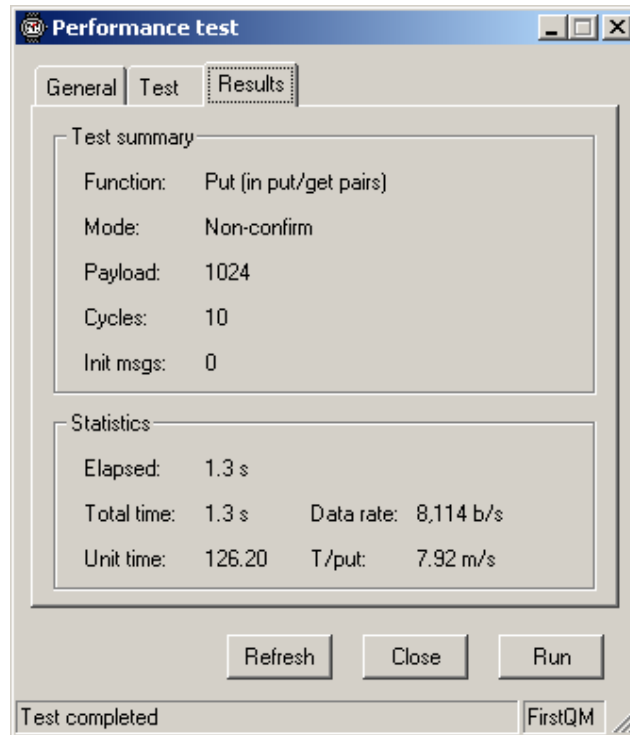 Performance test
General Test Results
Test summary
Function: Put (in put/get pairs)
Mode: Non-confirm
Payload: 1024
Cycles: 10
Init msgs: 0
Statistics
Elapsed: 1.3 s
Total time: 1.3 s Data rate: 8,114 b/s
Unit time: 126.20 T/put: 7.92 m/s
Refresh Close Run
Test completed FirstQM